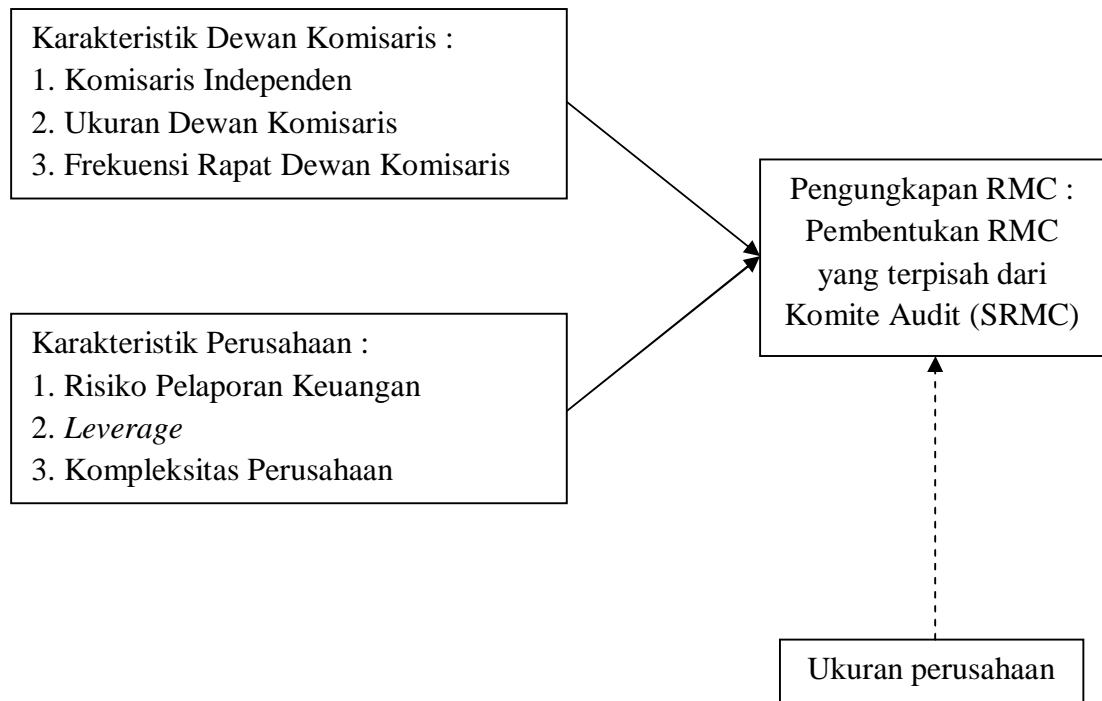 Karakteristik Dewan Komisaris :
1. Komisaris Independen
2. Ukuran Dewan Komisaris
3. Frekuensi Rapat Dewan Komisaris
Pengungkapan RMC :
Pembentukan RMC
yang terpisah dari
Komite Audit (SRMC)
Karakteristik Perusahaan :
1. Risiko Pelaporan Keuangan
2. Leverage
3. Kompleksitas Perusahaan
Ukuran perusahaan